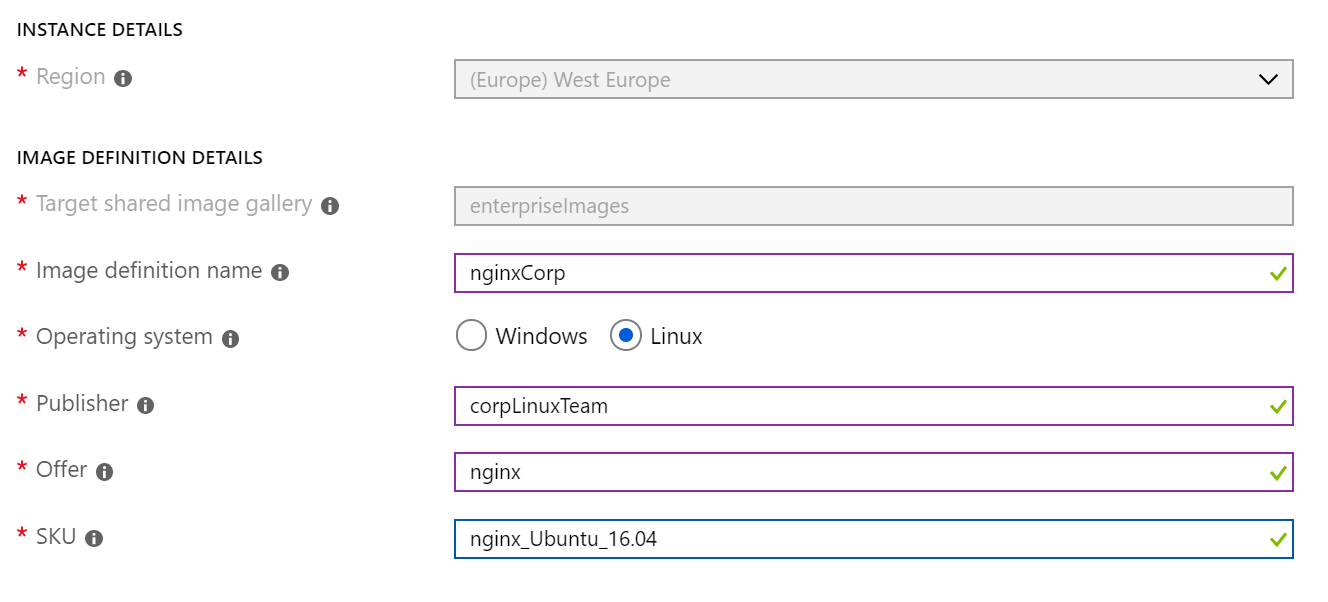 INSTANCE DETAILS
* Region
(Europe) West Europe
IMAGE DEFINITION DETAILS
* Target shared image gallery
enterpriseImages
* Image definition name
nginxCorp
* Operating system
Windows Linux
* Publisher
corpLinuxTeam
* Offer
nginx
* SKU
nginx_Ubuntu_16.04